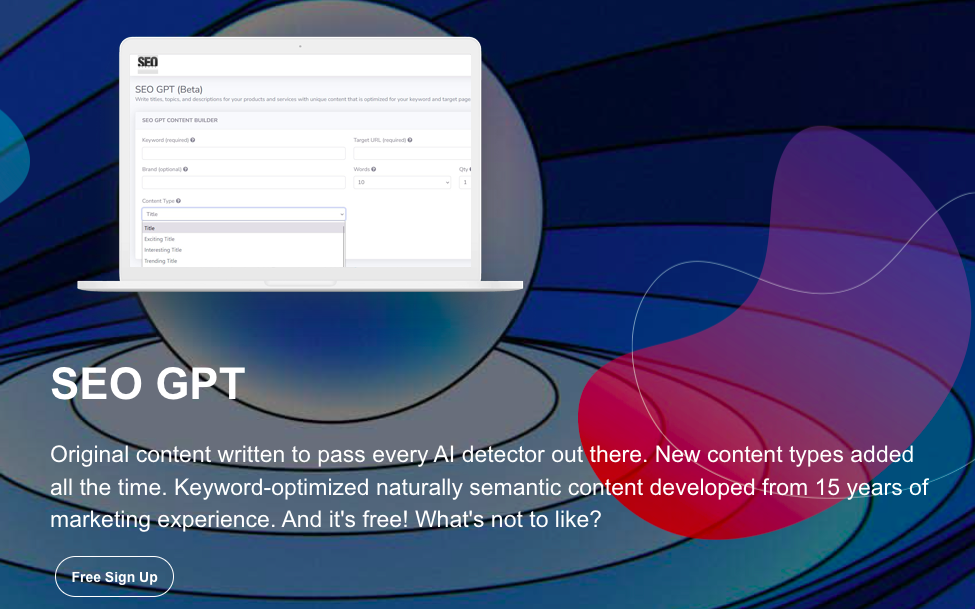 SEO
SEO GPT (Beta)
Write titles, topics, and descriptions for your products and services with unique content that is optimized for your keyword and target page
SEO GPT CONTENT BUILDER
Keyword (required)
Target URL (required)
Brand (optional)
Words
Qty
10
1
Content Type
Title
Title
Exciting Title
Interesting Title
Trending Title
SEO GPT
Original content written to pass every AI detector out there. New content types added
all the time. Keyword-optimized naturally semantic content developed from 15 years of
marketing experience. And it's free! What's not to like?
Free Sign Up